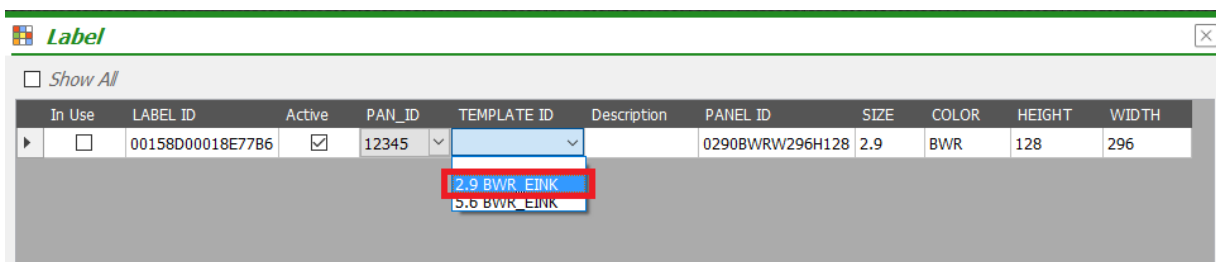 Label
Show All
In Use LABEL ID Active PAN_ID TEMPLATE ID Description PANEL ID SIZE COLOR HEIGHT WIDTH
00158D00018E77B6 12345 0290BWRW296H128 2.9 BWR 128 296
2.9 BWR_EINK
5.6 BWR_EINK